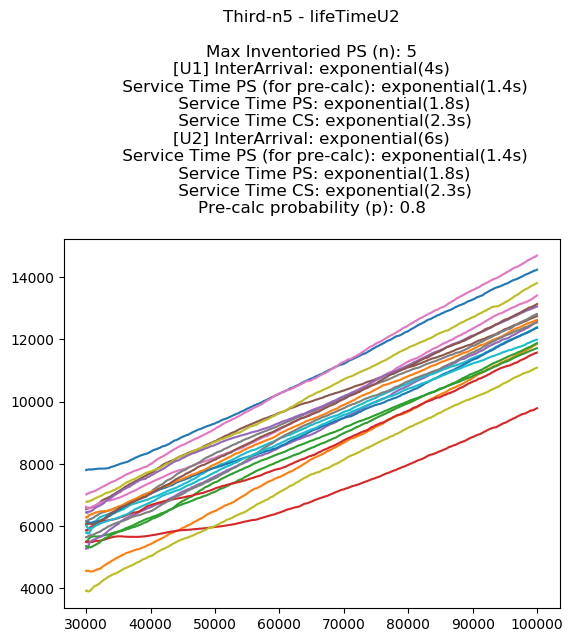 Third-n5 - lifeTimeU2
Max Inventoried PS (n): 5
[U1] InterArrival: exponential(4s)
Service Time PS (for pre-calc): exponential(1.4s)
Service Time PS: exponential(1.8s)
Service Time CS: exponential(2.3s)
[U2] InterArrival: exponential(6s)
Service Time PS (for pre-calc): exponential(1.4s)
Service Time PS: exponential(1.8s)
Service Time CS: exponential(2.3s)
Pre-calc probability (p): 0.8
14000
12000
10000
8000
6000
4000
30000 40000 50000 60000 70000 80000 90000 100000